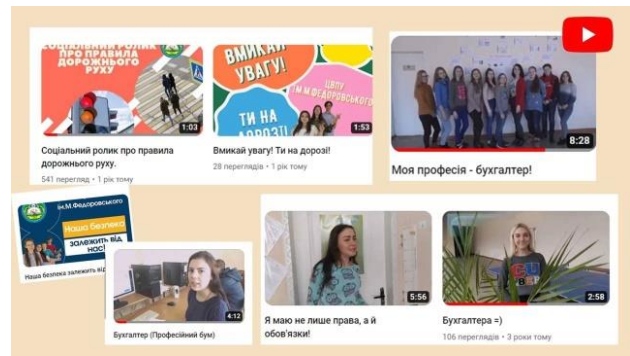 СОЦІАЛЬНИЙ РОЛИК
ПРО ПРАВИЛА
ДОРОЖНЬОГО
РУХУ
1:03
Соціальний ролик про правила
дорожнього руху.
541 перегляд • 1 рік тому
ВМИКАЙ
УВАГУ!
ЦВПУ
ІМ.М.ФЕДОРОВСЬКОГО
ТИ НА
ДОРОЗІ!
1:53
Вмикай увагу! Ти на дорозі!
28 переглядів • 1 рік тому
8:28
Моя професія - бухгалтер!
ім.М.Федоровського
Наша безпека
залежить від
нас!
Наша безпека залежить від
4:12
Бухгалтер (Професійний бум)
5:56
Я маю не лише права, а й
обов'язки!
2:58
Бухгалтера =)
106 переглядів • 3 роки тому